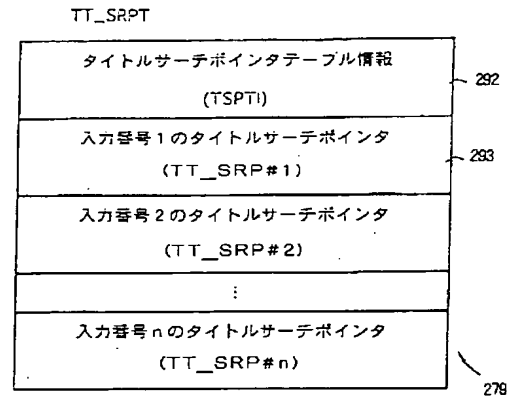 TT_SRPT
タイトルサーチポインタテーブル情報
(TSPTI)
292
入力番号1のタイトルサーチポインタ
(TT_SRP#1)
293
入力番号2のタイトルサーチポインタ
(TT_SRP#2)
⋮
入力番号nのタイトルサーチポインタ
(TT_SRP#n)
279